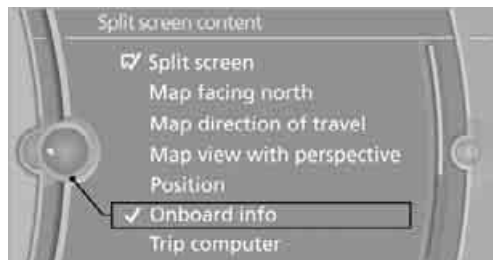 Split screen content
Split screen
Map facing north
Map direction of travel
Map view with perspective
Position
Onboard info
Trip computer